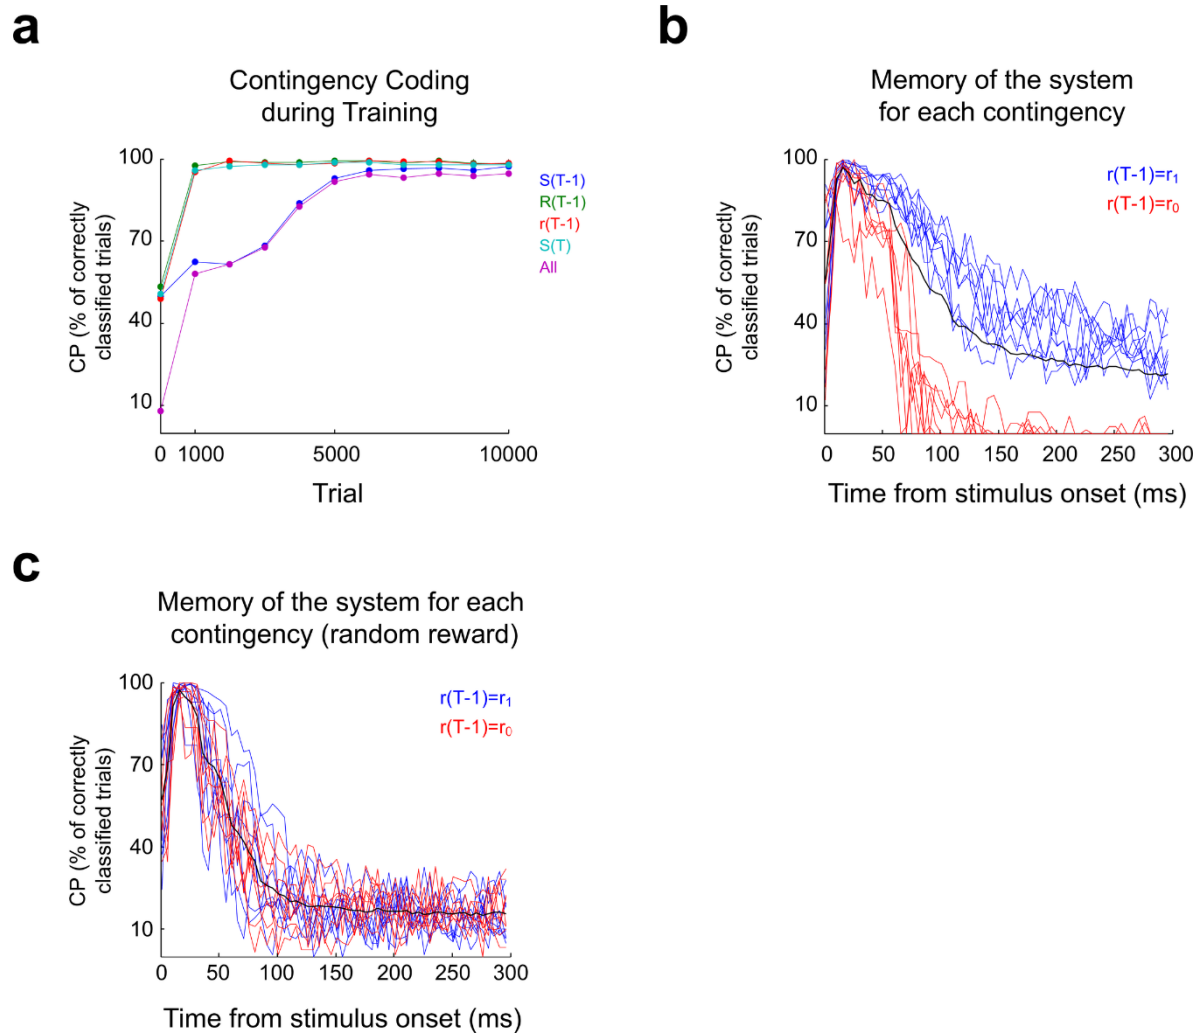 a
Contingency Coding
during Training
CP (% of correctly
classified trials)
100
70
40
10
0 1000 5000 10000
Trial
S(T-1)
R(T-1)
r(T-1)
S(T)
All
b
Memory of the system
for each contingency
CP (% of correctly
classified trials)
100
70
40
10
0 50 100 150 200 250 300
Time from stimulus onset (ms)
r(T-1)=r₁
r(T-1)=r₀
c
Memory of the system for each
contingency (random reward)
CP (% of correctly
classified trials)
100
70
40
10
0 50 100 150 200 250 300
Time from stimulus onset (ms)
r(T-1)=r₁
r(T-1)=r₀